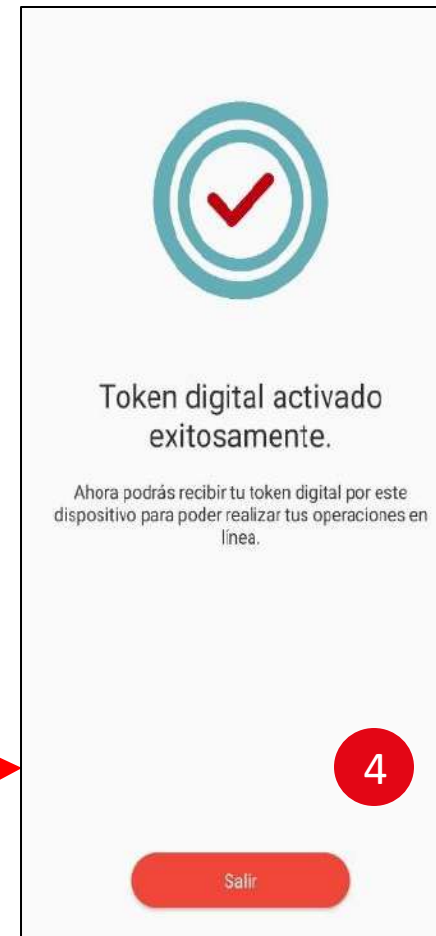 Token digital activado
exitosamente.
Ahora podrás recibir tu token digital por este
dispositivo para poder realizar tus operaciones en
línea.
4
Salir